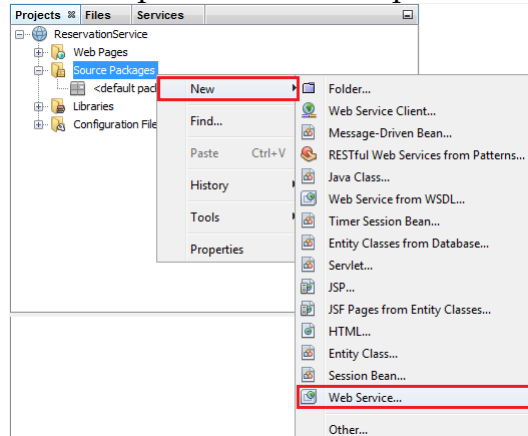 Projects Files Services
ReservationService
Web Pages
Source Packages
<default pac
Libraries
Configuration File
New
Find...
Paste Ctrl+V
History
Tools
Properties
Folder...
Web Service Client...
Message-Driven Bean...
RESTful Web Services from Patterns...
Java Class...
Web Service from WSDL...
Timer Session Bean...
Entity Classes from Database...
Servlet...
JSP...
JSF Pages from Entity Classes...
HTML...
Entity Class...
Session Bean...
Web Service...
Other...